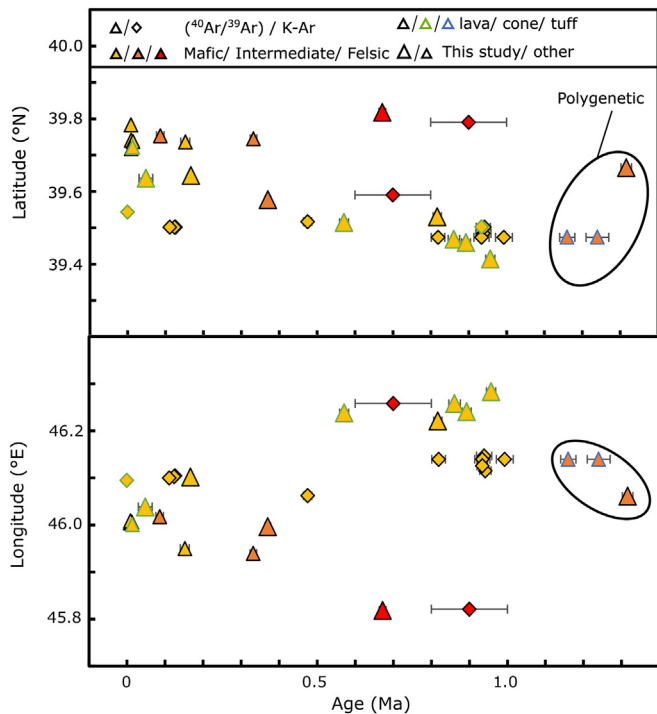 (⁴⁰Ar/³⁹Ar) / K-Ar
/ / lava/ cone/ tuff
/ / Mafic/ Intermediate/ Felsic
/ This study/ other
40.0
39.8
39.6
39.4
Latitude (°N)
Polygenetic
46.2
46.0
45.8
Longitude (°E)
Polygenetic
0
0.5
1.0
Age (Ma)